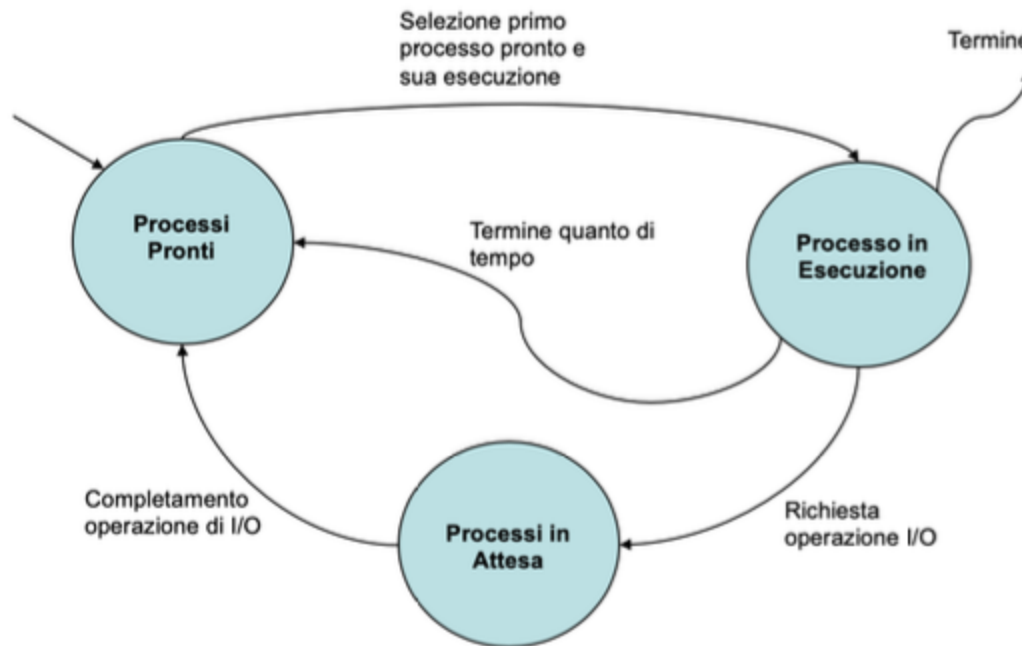 Selezione primo
processo pronto e
sua esecuzione
Termine
Processi
Pronti
Termine quanto di
tempo
Processo in
Esecuzione
Completamento
operazione di I/O
Processi in
Attesa
Richiesta
operazione I/O